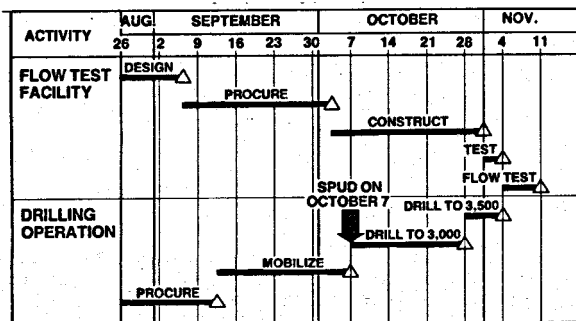 ACTIVITY
AUG. SEPTEMBER OCTOBER NOV.
26 2 9 16 23 30 7 14 21 28 4 11
FLOW TEST
FACILITY
DESIGN
PROCURE
CONSTRUCT
TEST
FLOW TEST
DRILLING
OPERATION
SPUD ON
OCTOBER 7
DRILL TO 3,500
DRILL TO 3,000
MOBILIZE
PROCURE